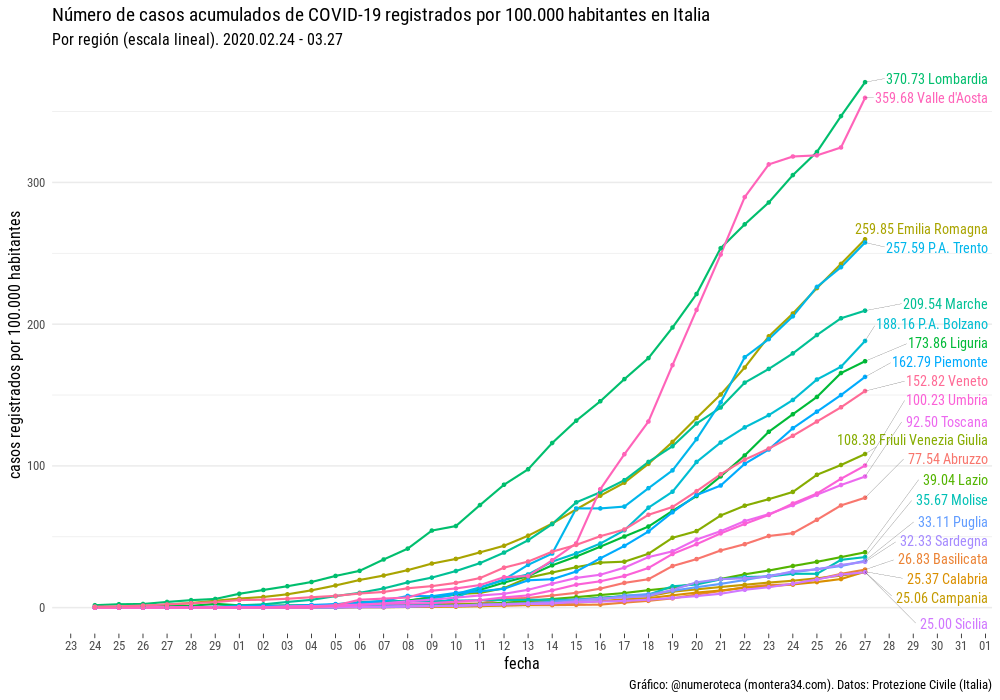 Número de casos acumulados de COVID-19 registrados por 100.000 habitantes en Italia
Por región (escala lineal). 2020.02.24 - 03.27
casos registrados por 100.000 habitantes
300
200
100
0
370.73 Lombardia
359.68 Valle d'Aosta
259.85 Emilia Romagna
257.59 P.A. Trento
209.54 Marche
188.16 P.A. Bolzano
173.86 Liguria
162.79 Piemonte
152.82 Veneto
100.23 Umbria
92.50 Toscana
108.38 Friuli Venezia Giulia
77.54 Abruzzo
39.04 Lazio
35.67 Molise
33.11 Puglia
32.33 Sardegna
26.83 Basilicata
25.37 Calabria
25.06 Campania
25.00 Sicilia
23 24 25 26 27 28 29 01 02 03 04 05 06 07 08 09 10 11 12 13 14 15 16 17 18 19 20 21 22 23 24 25 26 27 28 29 30 31 01
fecha
Gráfico: @numeroteca (montera34.com). Datos: Protezione Civile (Italia)